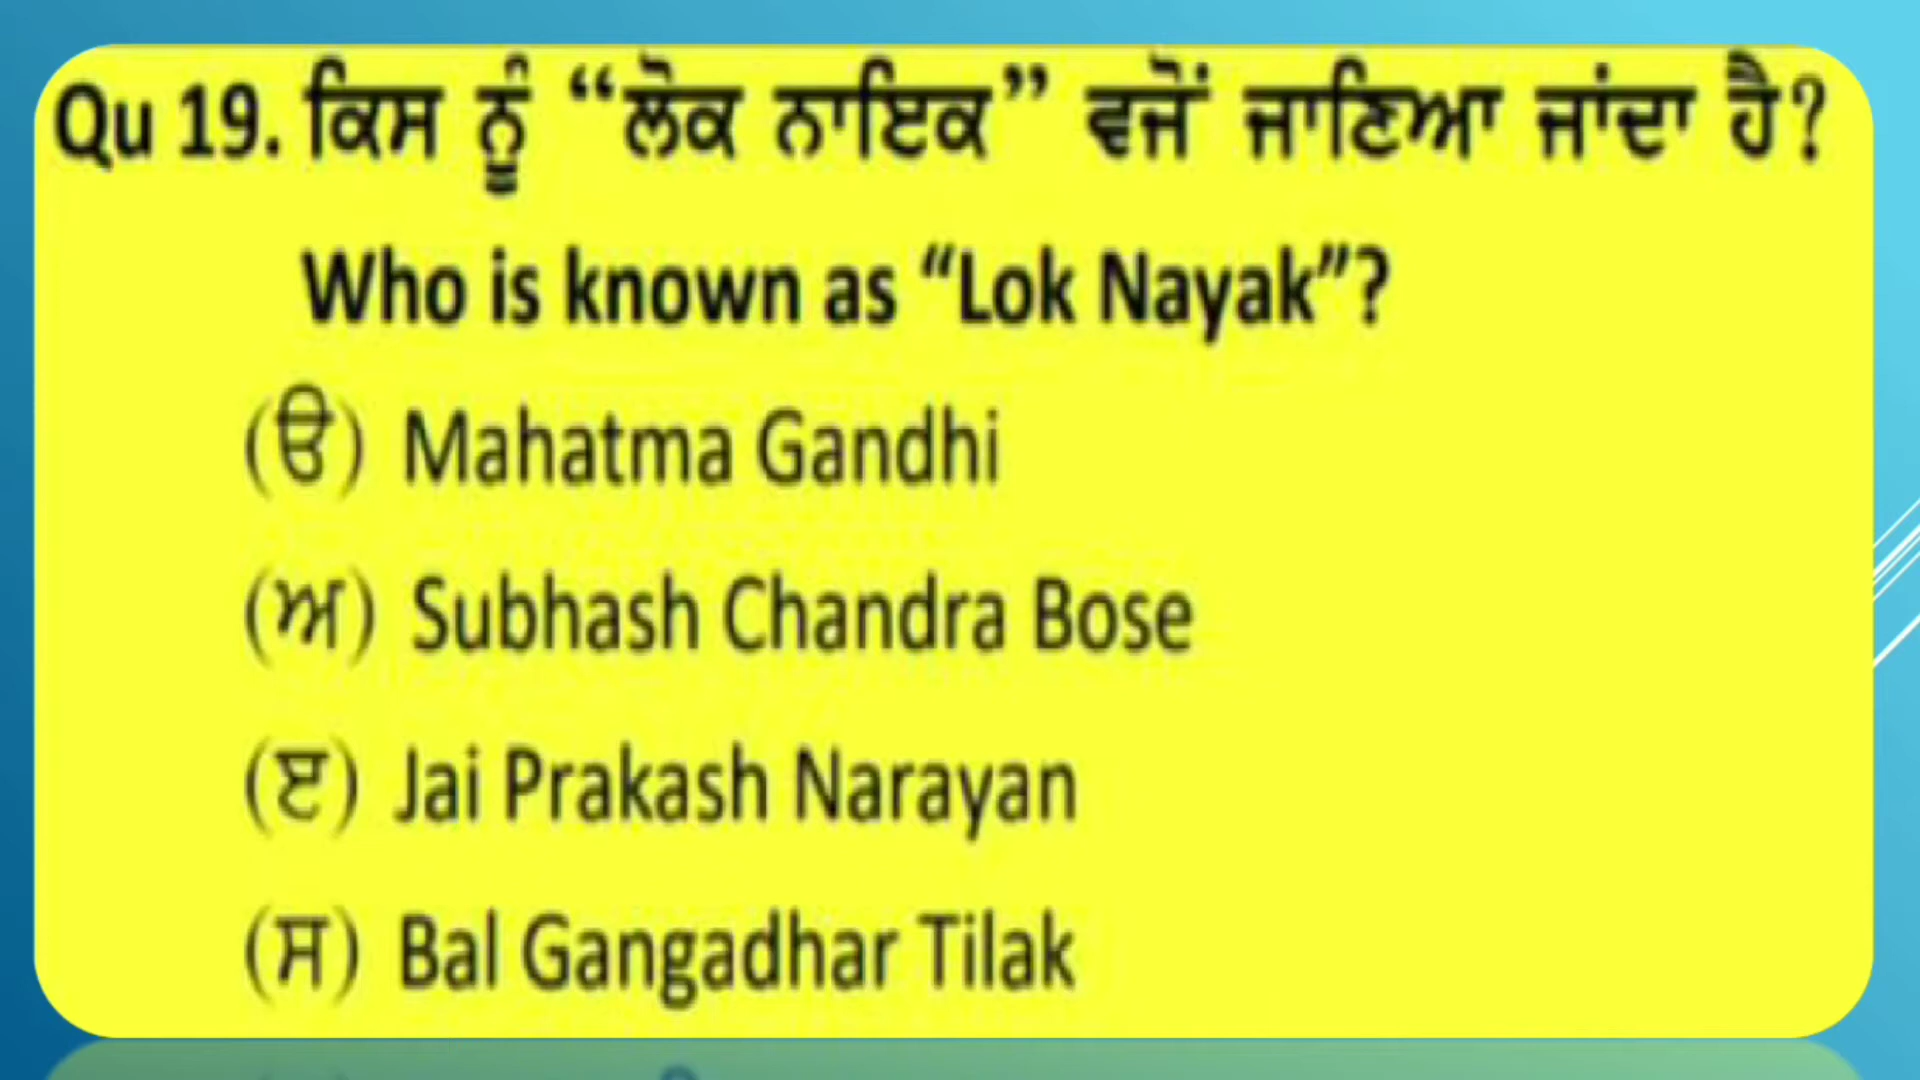 Qu 19. ਕਿਸ ਨੂੰ “ਲੋਕ ਨਾਇਕ” ਵਜੋਂ ਜਾਣਿਆ ਜਾਂਦਾ ਹੈ?
Who is known as “Lok Nayak”?
(ੳ) Mahatma Gandhi
(ਅ) Subhash Chandra Bose
(ੲ) Jai Prakash Narayan
(ਸ) Bal Gangadhar Tilak